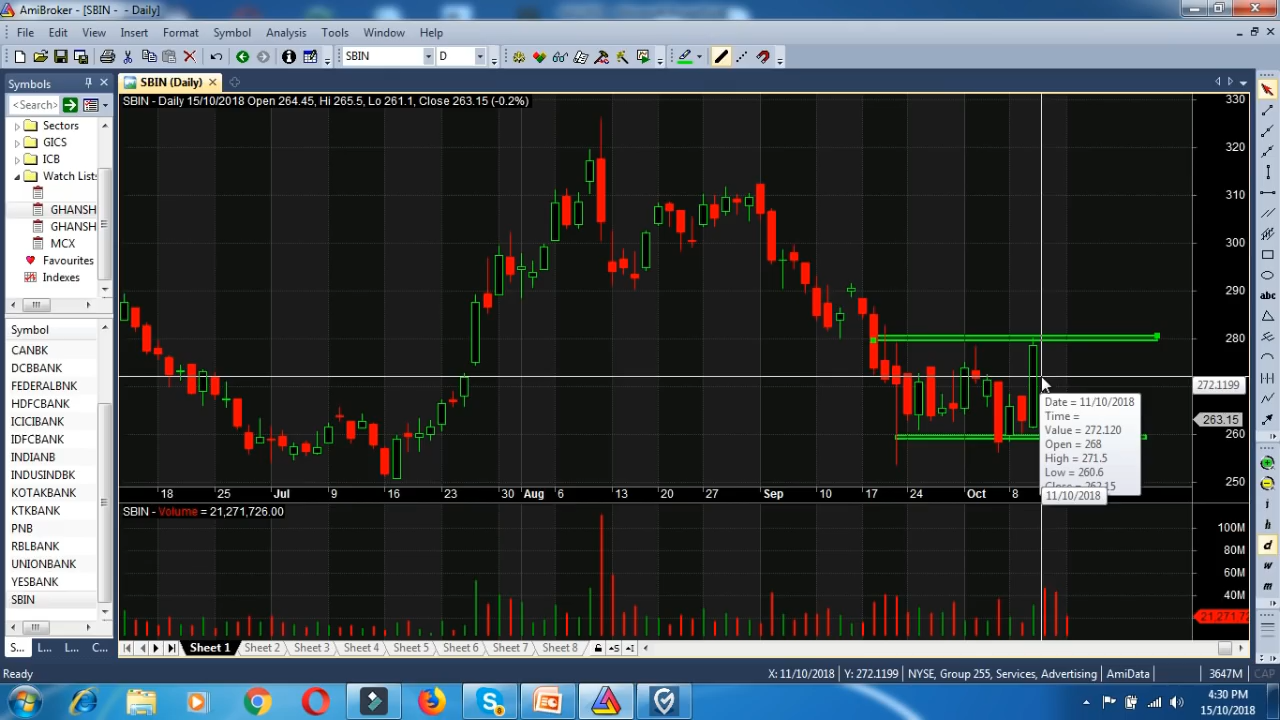 AmiBroker - [SBIN - - Daily]
File Edit View Insert Format Symbol Analysis Tools Window Help
SBIN D
Symbols
SBIN (Daily)
<Search>
SBIN - Daily 15/10/2018 Open 264.45, Hi 265.5, Lo 261.1, Close 263.15 (-0.2%)
Sectors
GICS
ICB
Watch Lists
GHANSH
GHANSH
MCX
Favourites
Indexes
Symbol
CANBK
DCBBANK
FEDERALBNK
HDFCBANK
ICICIBANK
IDFCBANK
INDIANB
INDUSINDBK
KOTAKBANK
KTKBANK
PNB
RBLBANK
UNIONBANK
YESBANK
SBIN
330
320
310
300
290
280
272.1199
263.15
260
250
Date = 11/10/2018
Time =
Value = 272.120
Open = 268
High = 271.5
Low = 260.6
11/10/2018
18 25 Jul 9 16 23 30 Aug 6 13 20 27 Sep 10 17 24 Oct 8
SBIN - Volume = 21,271,726.00
100M
80M
60M
40M
21,271,72
abc
i
h
d
w
m
S... L... L... C...
Sheet 1 Sheet 2 Sheet 3 Sheet 4 Sheet 5 Sheet 6 Sheet 7 Sheet 8
Ready X: 11/10/2018 Y: 272.1199 NYSE, Group 255, Services, Advertising AmiData 3647M CAP
4:30 PM
15/10/2018